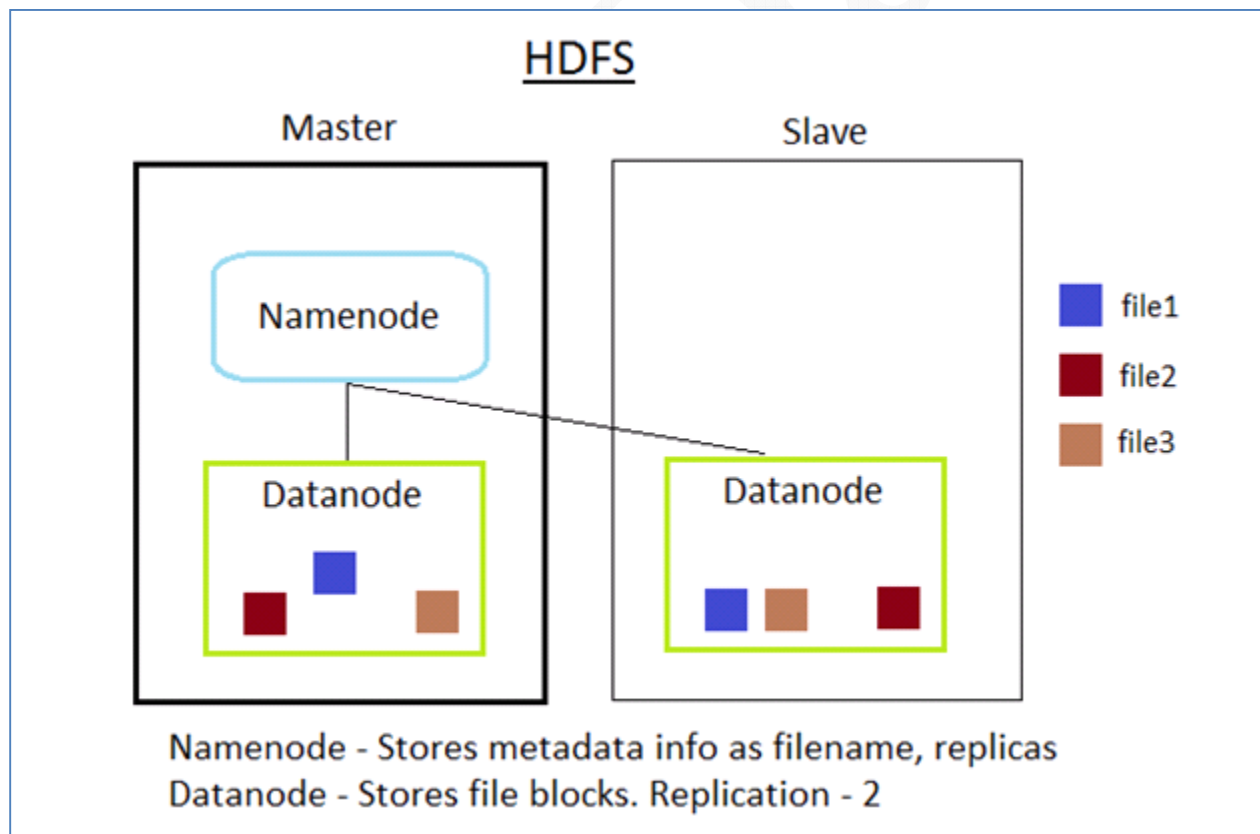 HDFS
Master
Slave
Namenode
Datanode
Datanode
file1
file2
file3
Namenode - Stores metadata info as filename, replicas
Datanode - Stores file blocks. Replication - 2